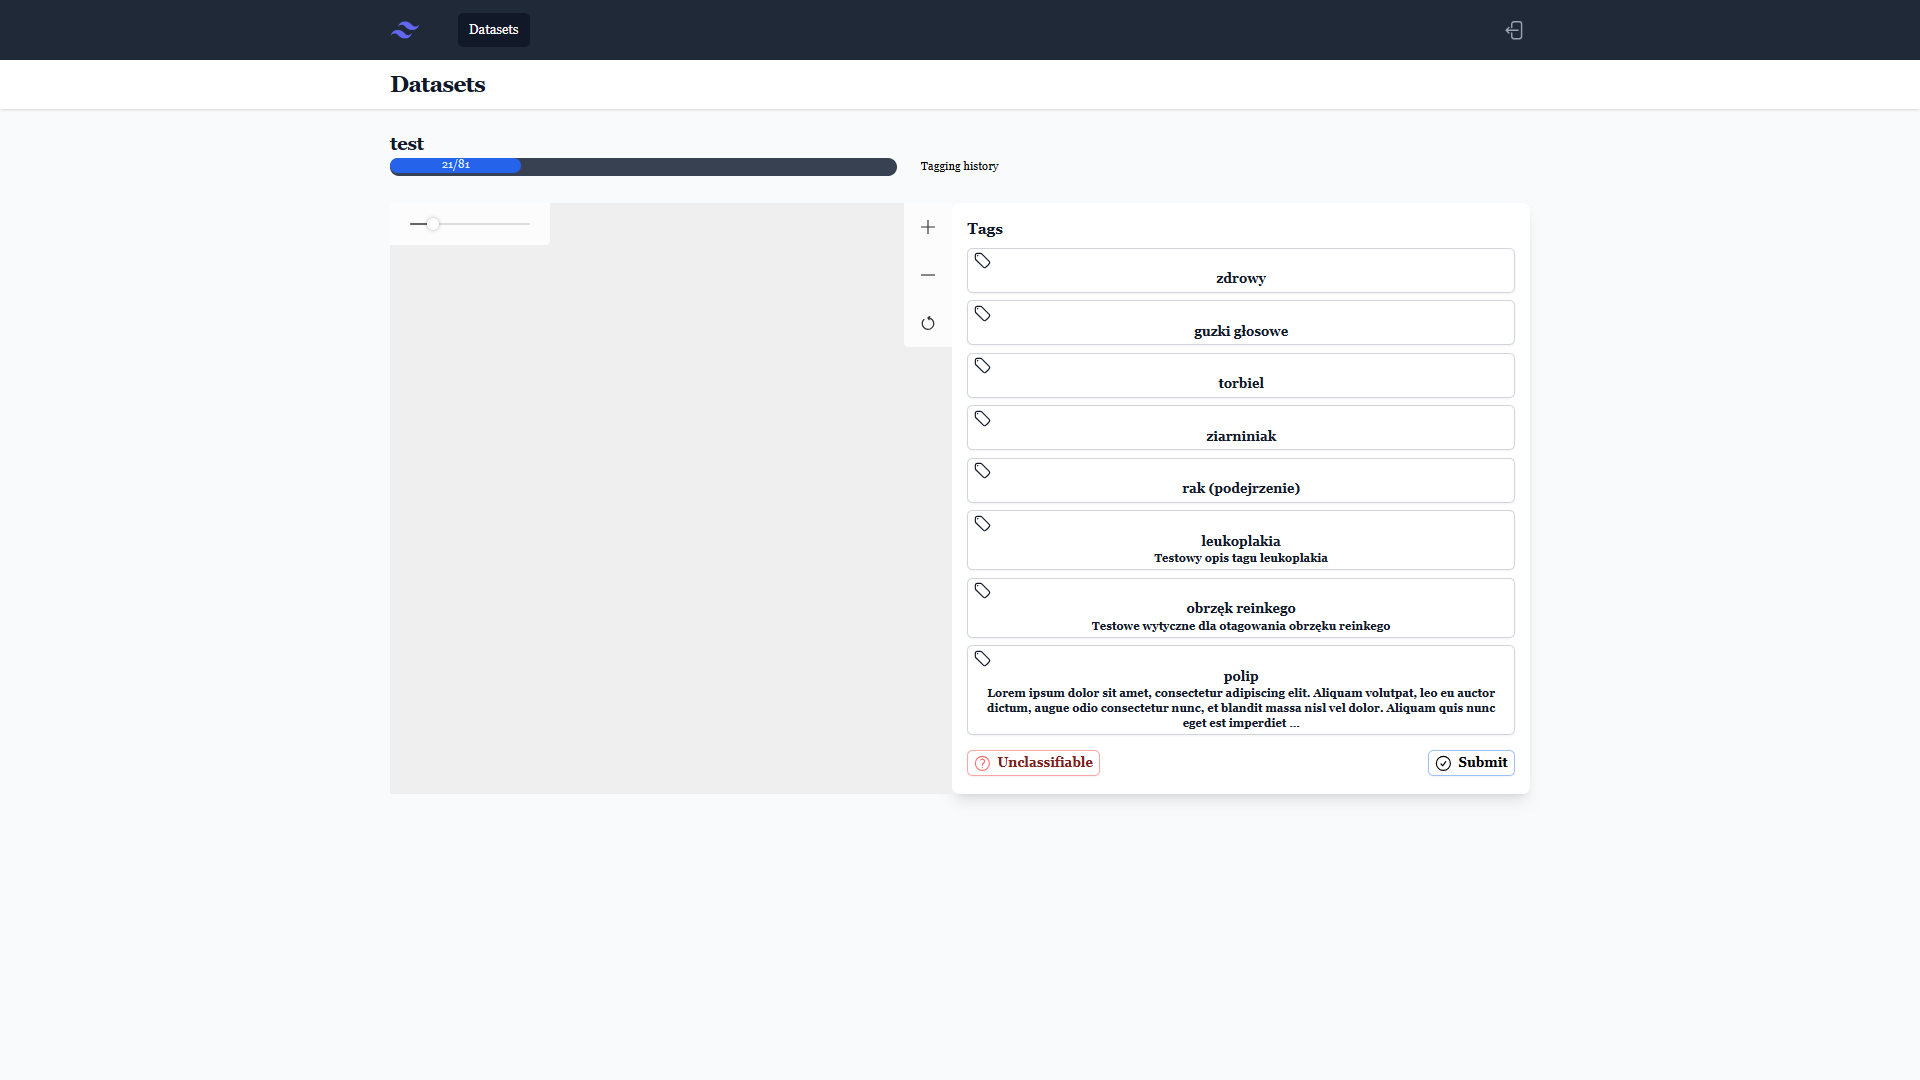 Datasets
Datasets
test
21/81
Tagging history
Tags
zdrowy
guzki głosowe
torbiel
ziarniniak
rak (podejrzenie)
leukoplakia
Testowy opis tagu leukoplakia
obrzęk reinkego
Testowe wytyczne dla otagowania obrzęku reinkego
polip
Lorem ipsum dolor sit amet, consectetur adipiscing elit. Aliquam volutpat, leo eu auctor
dictum, augue odio consectetur nunc, et blandit massa nisl vel dolor. Aliquam quis nunc
eget est imperdiet ...
Unclassifiable
Submit